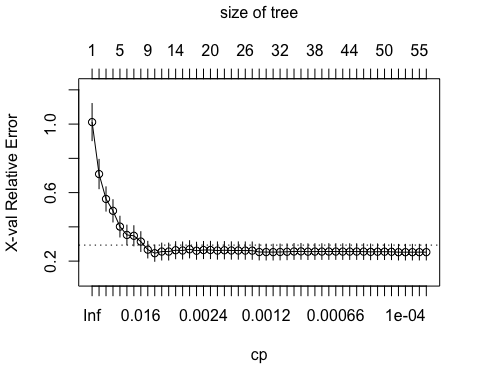 size of tree
1 5 9 14 20 26 32 38 44 50 55
X-val Relative Error
1.0
0.6
0.2
Inf 0.016 0.0024 0.0012 0.00066 1e-04
cp